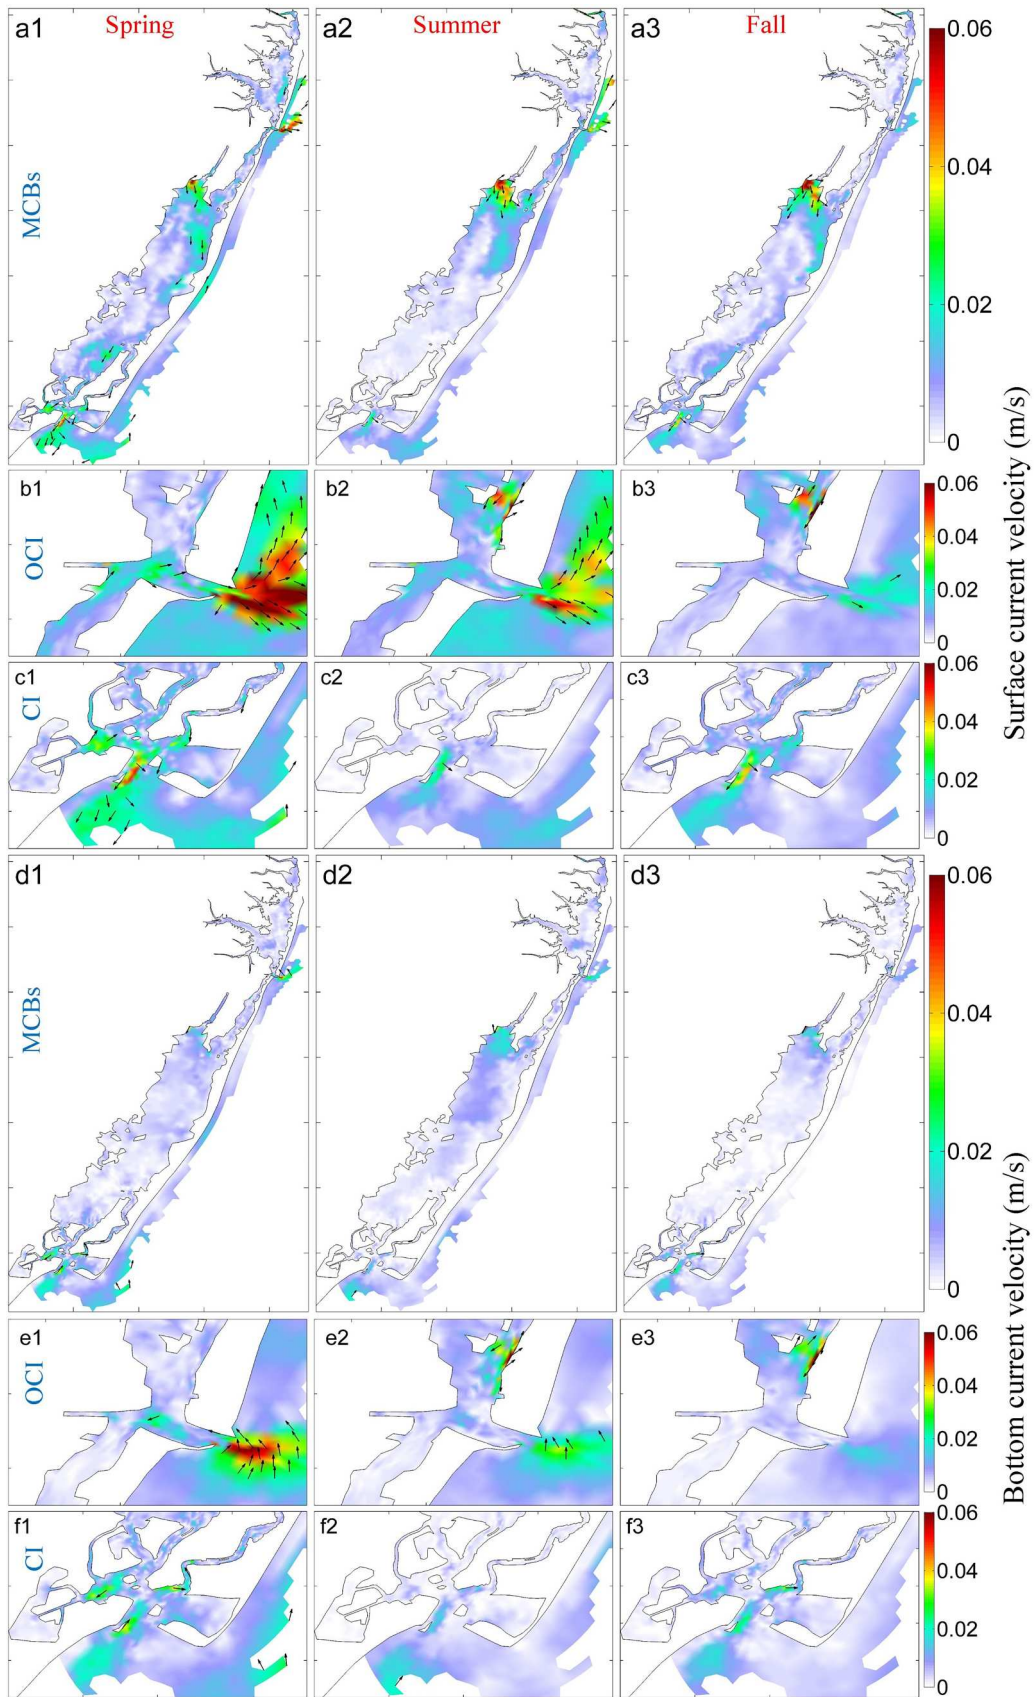 Spring Summer Fall
a1 a2 a3
MCBs
0.06
0.04
0.02
0
b1 b2 b3
OCI
0.06
0.04
0.02
0
c1 c2 c3
CI
0.06
0.04
0.02
0
Surface current velocity (m/s)
d1 d2 d3
MCBs
0.06
0.04
0.02
0
e1 e2 e3
OCI
0.06
0.04
0.02
0
f1 f2 f3
CI
0.06
0.04
0.02
0
Bottom current velocity (m/s)